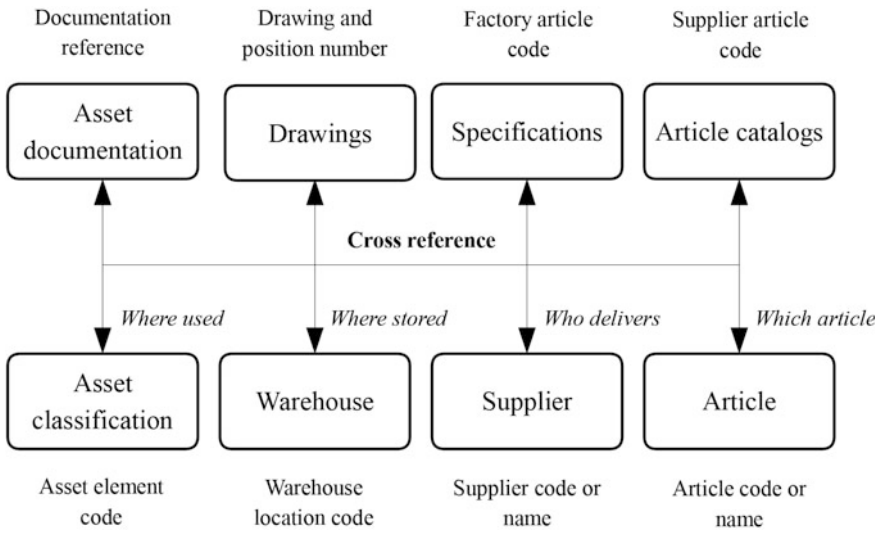 Documentation
reference
Drawing and
position number
Factory article
code
Supplier article
code
Asset
documentation
Drawings
Specifications
Article catalogs
Cross reference
Where used
Where stored
Who delivers
Which article
Asset
classification
Warehouse
Supplier
Article
Asset element
code
Warehouse
location code
Supplier code or
name
Article code or
name